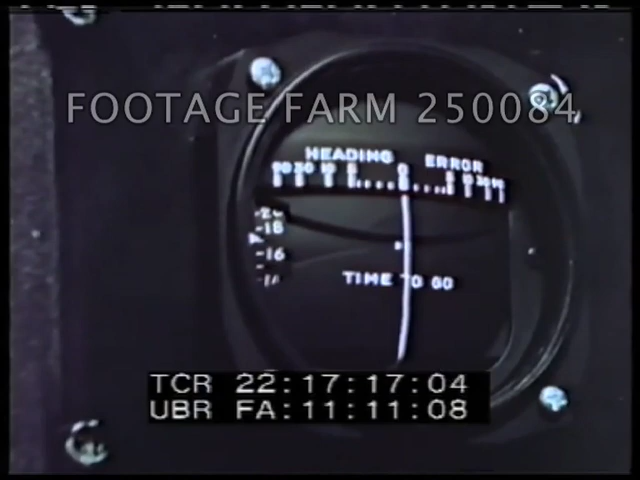 FOOTAGE FARM 250084
HEADING ERROR
-18
-16
TIME TO GO
TCR 22:17:17:04
UBR FA:11:11:08